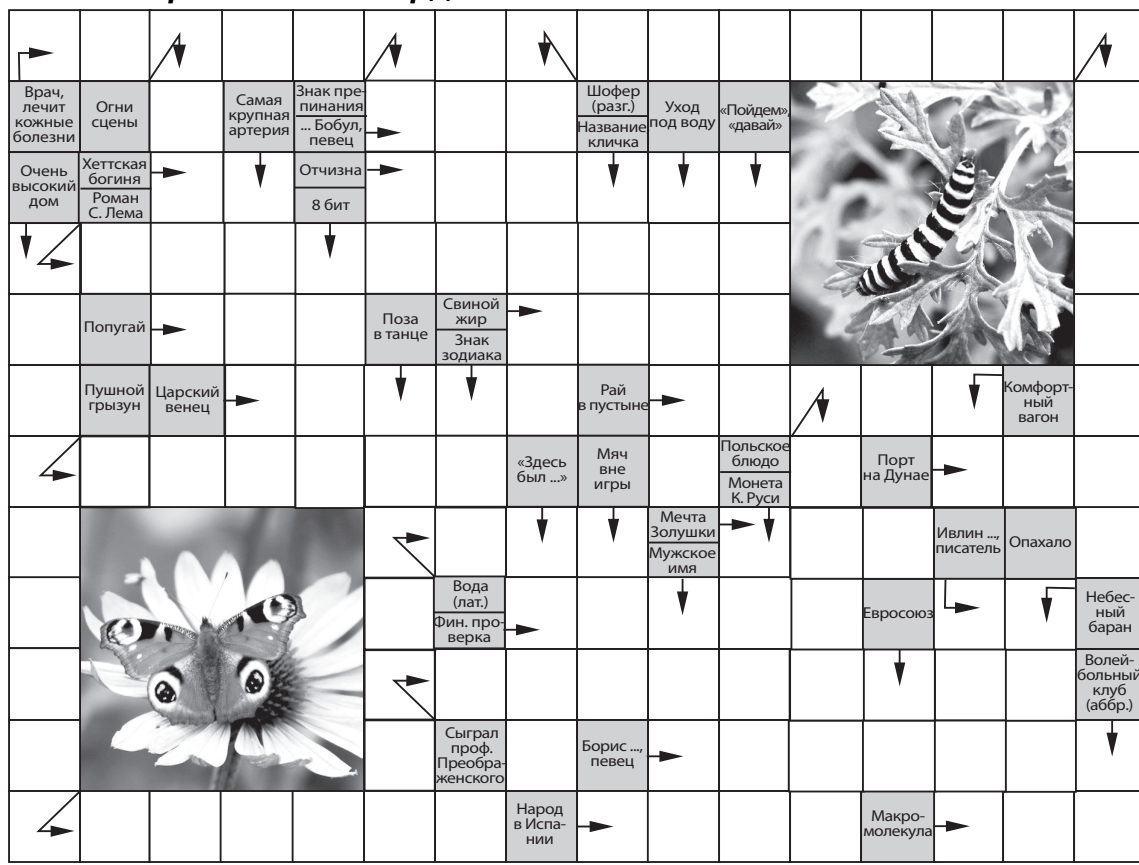 Врач,
лечит
кожные
болезни
Огни
сцены
Самая
крупная
артерия
Знак пре-
пинания
... Бобул,
певец
Шофер
(разг.)
Название
кличка
Уход
под воду
«Пойдем»,
«давай»
Очень
высокий
дом
Хеттская
богиня
Роман
С. Лема
Отчизна
8 бит
Попугай
Поза
в танце
Свиной
жир
Знак
зодиака
Пушной
грызун
Царский
венец
Рай
в пустыне
Комфорт-
ный
вагон
«Здесь
был ...»
Мяч
вне
игры
Польское
блюдо
Монета
К. Руси
Порт
на Дунае
Мечта
Золушки
Мужское
имя
Ивлин ...,
писатель
Опахало
Вода
(лат.)
Фин. про-
верка
Евросоюз
Небес-
ный
баран
Волей-
больный
клуб
(аббр.)
Сыграл
проф.
Преобра-
женского
Борис ...,
певец
Народ
в Испа-
нии
Макро-
молекула